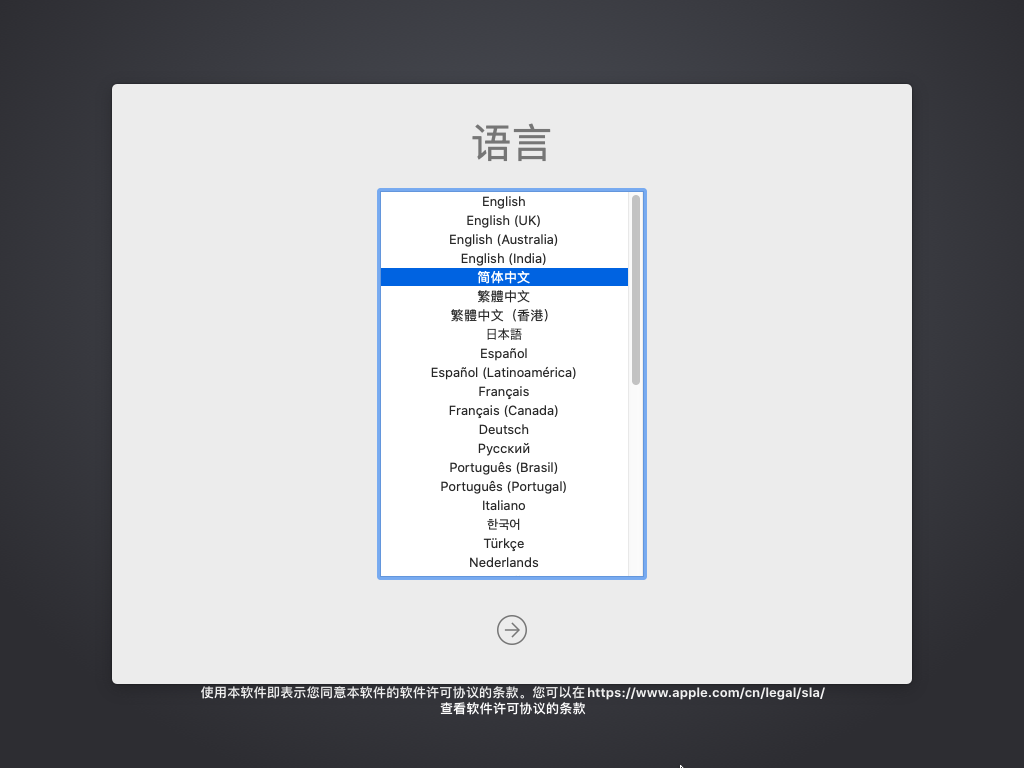 语言
English
English (UK)
English (Australia)
English (India)
简体中文
繁體中文
繁體中文（香港）
日本語
Español
Español (Latinoamérica)
Français
Français (Canada)
Deutsch
Русский
Português (Brasil)
Português (Portugal)
Italiano
한국어
Türkçe
Nederlands
使用本软件即表示您同意本软件的软件许可协议的条款。您可以在 https://www.apple.com/cn/legal/sla/
查看软件许可协议的条款